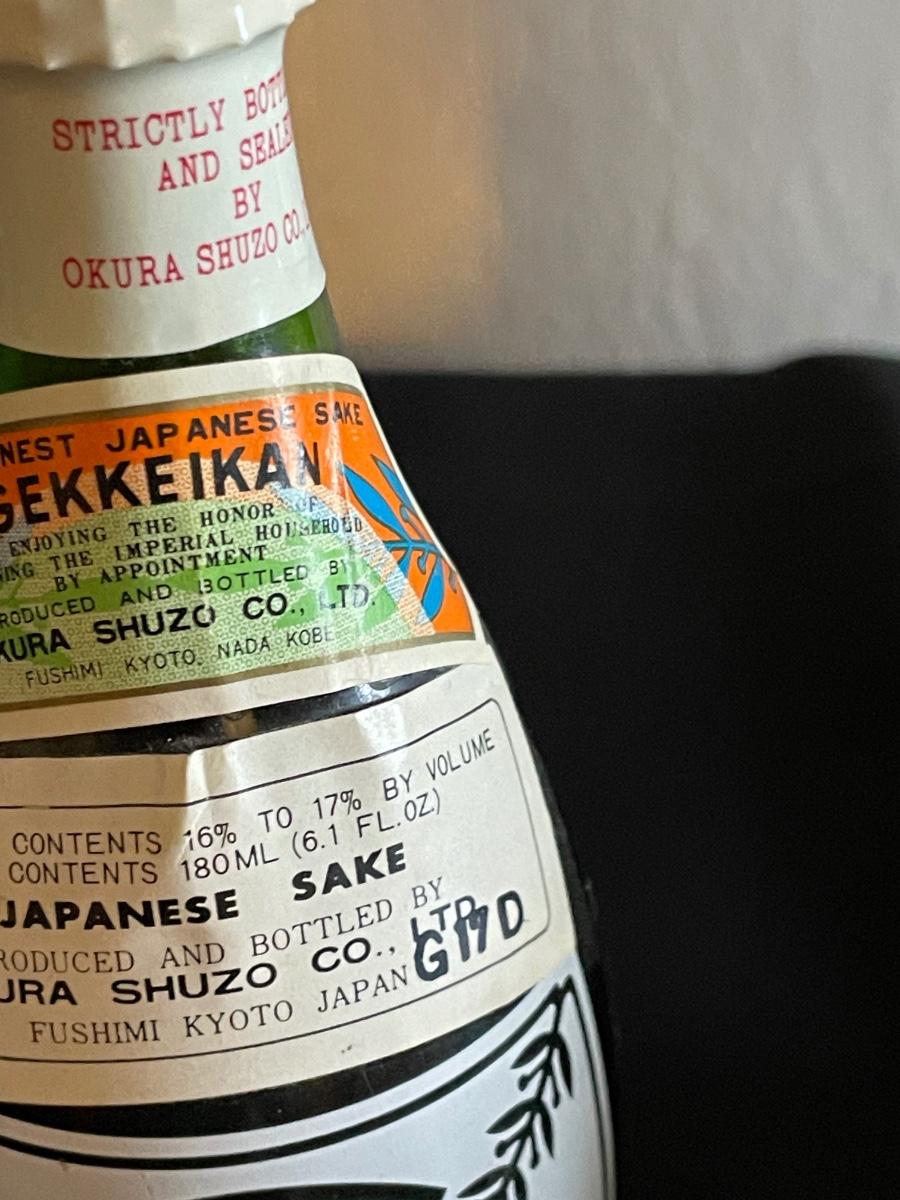 STRICTLY BOTT
AND SEALE
BY
OKURA SHUZO CO.,
NEST JAPANESE SAKE
GEKKEIKAN
ENJOYING THE HONOR OF
ING THE IMPERIAL HOUSEHOLD
BY APPOINTMENT
RODUCED AND BOTTLED BY
KURA SHUZO CO., LTD.
FUSHIMI KYOTO, NADA KOBE
CONTENTS 16% TO 17% BY VOLUME
CONTENTS 180ML (6.1 FL.OZ.)
JAPANESE SAKE
RODUCED AND BOTTLED BY
URA SHUZO CO., LTD.
FUSHIMI KYOTO JAPAN